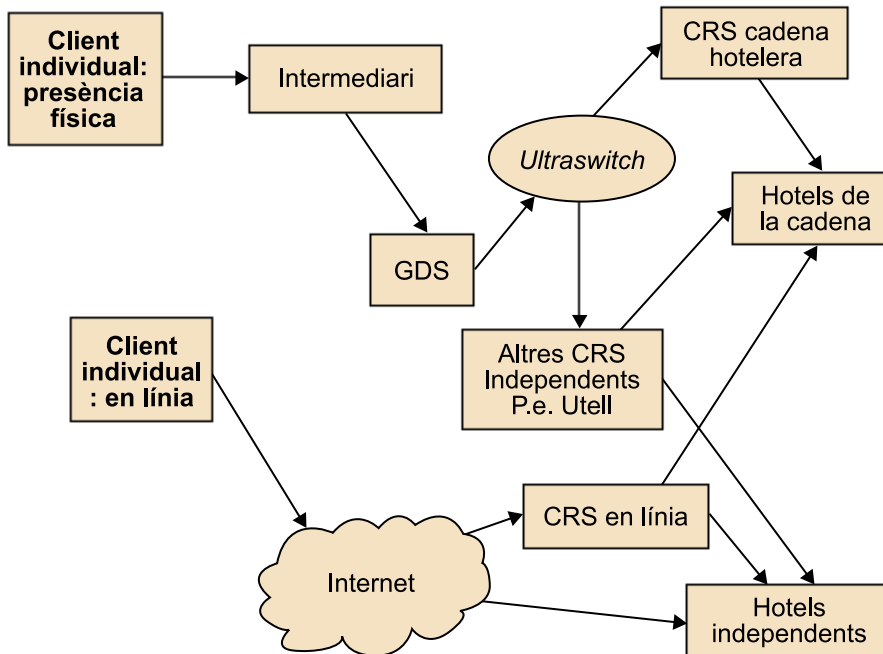 Client
individual:
presència
física
Intermediari
CRS cadena
hotelera
Ultraswitch
Hotels de
la cadena
GDS
Client
individual
: en línia
Altres CRS
Independents
P.e. Utell
CRS en línia
Internet
Hotels
independents